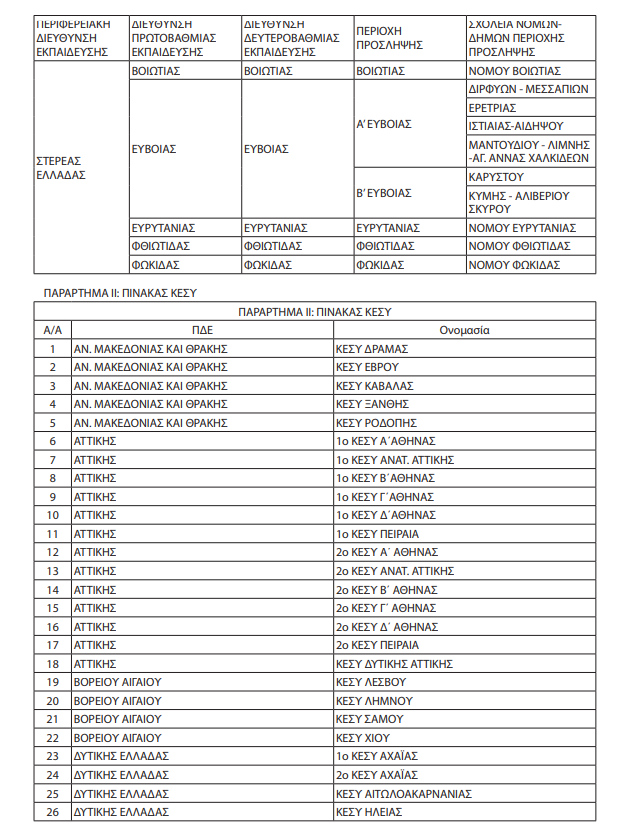 ΠΕΡΙΦΕΡΕΙΑΚΗ ΔΙΕΥΘΥΝΣΗ ΕΚΠΑΙΔΕΥΣΗΣ
ΔΙΕΥΘΥΝΣΗ ΠΡΩΤΟΒΑΘΜΙΑΣ ΕΚΠΑΙΔΕΥΣΗΣ
ΔΙΕΥΘΥΝΣΗ ΔΕΥΤΕΡΟΒΑΘΜΙΑΣ ΕΚΠΑΙΔΕΥΣΗΣ
ΠΕΡΙΟΧΗ ΠΡΟΣΛΗΨΗΣ
ΣΧΟΛΕΙΑ ΝΟΜΩΝ-ΔΗΜΩΝ ΠΕΡΙΟΧΗΣ ΠΡΟΣΛΗΨΗΣ
ΣΤΕΡΕΑΣ ΕΛΛΑΔΑΣ
ΒΟΙΩΤΙΑΣ ΒΟΙΩΤΙΑΣ ΒΟΙΩΤΙΑΣ ΝΟΜΟΥ ΒΟΙΩΤΙΑΣ
ΕΥΒΟΙΑΣ ΕΥΒΟΙΑΣ Α' ΕΥΒΟΙΑΣ ΔΙΡΦΥΩΝ - ΜΕΣΣΑΠΙΩΝ
ΕΡΕΤΡΙΑΣ
ΙΣΤΙΑΙΑΣ-ΑΙΔΗΨΟΥ
ΜΑΝΤΟΥΔΙΟΥ - ΛΙΜΝΗΣ
-ΑΓ. ΑΝΝΑΣ ΧΑΛΚΙΔΕΩΝ
Β' ΕΥΒΟΙΑΣ ΚΑΡΥΣΤΟΥ
ΚΥΜΗΣ - ΑΛΙΒΕΡΙΟΥ
ΣΚΥΡΟΥ
ΕΥΡΥΤΑΝΙΑΣ ΕΥΡΥΤΑΝΙΑΣ ΕΥΡΥΤΑΝΙΑΣ ΝΟΜΟΥ ΕΥΡΥΤΑΝΙΑΣ
ΦΘΙΩΤΙΔΑΣ ΦΘΙΩΤΙΔΑΣ ΦΘΙΩΤΙΔΑΣ ΝΟΜΟΥ ΦΘΙΩΤΙΔΑΣ
ΦΩΚΙΔΑΣ ΦΩΚΙΔΑΣ ΦΩΚΙΔΑΣ ΝΟΜΟΥ ΦΩΚΙΔΑΣ
ΠΑΡΑΡΤΗΜΑ ΙΙ: ΠΙΝΑΚΑΣ ΚΕΣΥ
ΠΑΡΑΡΤΗΜΑ ΙΙ: ΠΙΝΑΚΑΣ ΚΕΣΥ
Α/Α ΠΔΕ Ονομασία
1 ΑΝ. ΜΑΚΕΔΟΝΙΑΣ ΚΑΙ ΘΡΑΚΗΣ ΚΕΣΥ ΔΡΑΜΑΣ
2 ΑΝ. ΜΑΚΕΔΟΝΙΑΣ ΚΑΙ ΘΡΑΚΗΣ ΚΕΣΥ ΕΒΡΟΥ
3 ΑΝ. ΜΑΚΕΔΟΝΙΑΣ ΚΑΙ ΘΡΑΚΗΣ ΚΕΣΥ ΚΑΒΑΛΑΣ
4 ΑΝ. ΜΑΚΕΔΟΝΙΑΣ ΚΑΙ ΘΡΑΚΗΣ ΚΕΣΥ ΞΑΝΘΗΣ
5 ΑΝ. ΜΑΚΕΔΟΝΙΑΣ ΚΑΙ ΘΡΑΚΗΣ ΚΕΣΥ ΡΟΔΟΠΗΣ
6 ΑΤΤΙΚΗΣ 1ο ΚΕΣΥ Α΄ΑΘΗΝΑΣ
7 ΑΤΤΙΚΗΣ 1ο ΚΕΣΥ ΑΝΑΤ. ΑΤΤΙΚΗΣ
8 ΑΤΤΙΚΗΣ 1ο ΚΕΣΥ Β΄ΑΘΗΝΑΣ
9 ΑΤΤΙΚΗΣ 1ο ΚΕΣΥ Γ΄ΑΘΗΝΑΣ
10 ΑΤΤΙΚΗΣ 1ο ΚΕΣΥ Δ΄ΑΘΗΝΑΣ
11 ΑΤΤΙΚΗΣ 1ο ΚΕΣΥ ΠΕΙΡΑΙΑ
12 ΑΤΤΙΚΗΣ 2ο ΚΕΣΥ Α΄ ΑΘΗΝΑΣ
13 ΑΤΤΙΚΗΣ 2ο ΚΕΣΥ ΑΝΑΤ. ΑΤΤΙΚΗΣ
14 ΑΤΤΙΚΗΣ 2ο ΚΕΣΥ Β΄ ΑΘΗΝΑΣ
15 ΑΤΤΙΚΗΣ 2ο ΚΕΣΥ Γ΄ ΑΘΗΝΑΣ
16 ΑΤΤΙΚΗΣ 2ο ΚΕΣΥ Δ΄ ΑΘΗΝΑΣ
17 ΑΤΤΙΚΗΣ 2ο ΚΕΣΥ ΠΕΙΡΑΙΑ
18 ΑΤΤΙΚΗΣ ΚΕΣΥ ΔΥΤΙΚΗΣ ΑΤΤΙΚΗΣ
19 ΒΟΡΕΙΟΥ ΑΙΓΑΙΟΥ ΚΕΣΥ ΛΕΣΒΟΥ
20 ΒΟΡΕΙΟΥ ΑΙΓΑΙΟΥ ΚΕΣΥ ΛΗΜΝΟΥ
21 ΒΟΡΕΙΟΥ ΑΙΓΑΙΟΥ ΚΕΣΥ ΣΑΜΟΥ
22 ΒΟΡΕΙΟΥ ΑΙΓΑΙΟΥ ΚΕΣΥ ΧΙΟΥ
23 ΔΥΤΙΚΗΣ ΕΛΛΑΔΑΣ 1ο ΚΕΣΥ ΑΧΑΪΑΣ
24 ΔΥΤΙΚΗΣ ΕΛΛΑΔΑΣ 2ο ΚΕΣΥ ΑΧΑΪΑΣ
25 ΔΥΤΙΚΗΣ ΕΛΛΑΔΑΣ ΚΕΣΥ ΑΙΤΩΛΟΑΚΑΡΝΑΝΙΑΣ
26 ΔΥΤΙΚΗΣ ΕΛΛΑΔΑΣ ΚΕΣΥ ΗΛΕΙΑΣ